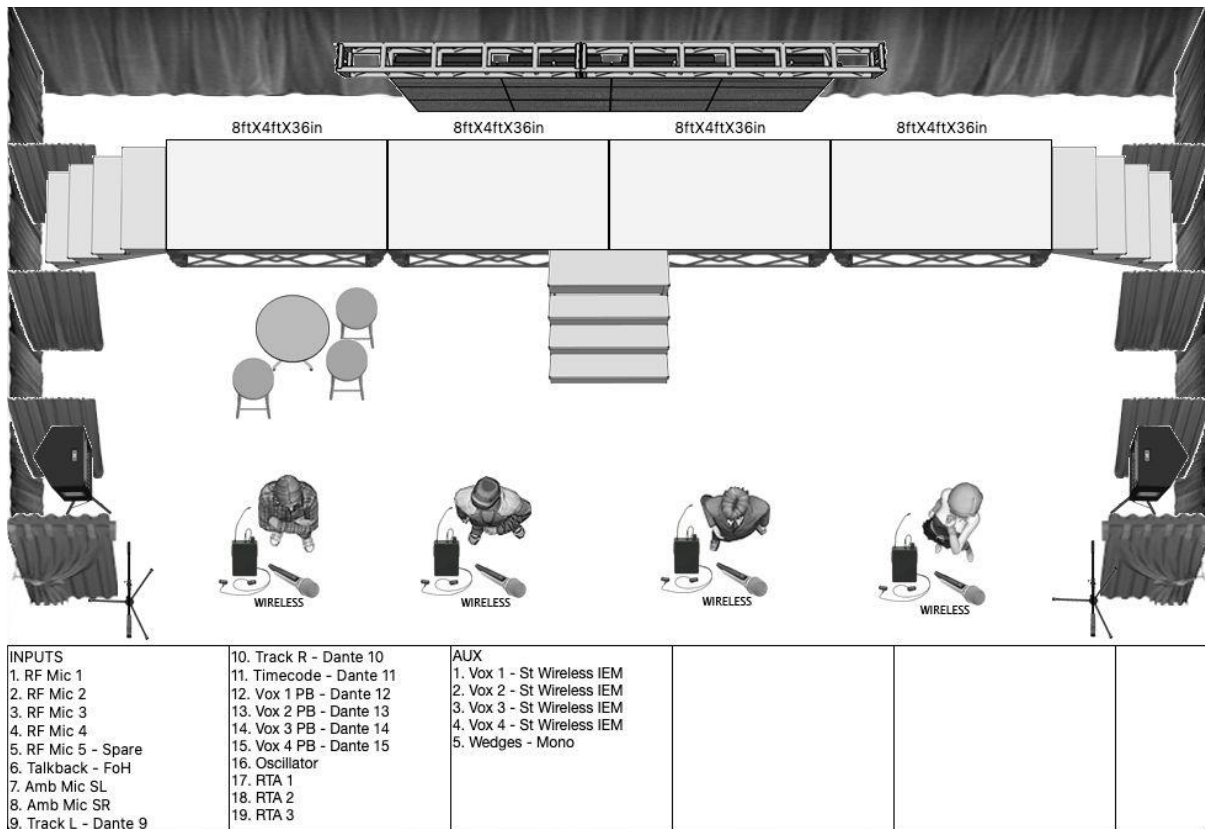 8ftX4ftX36in
8ftX4ftX36in
8ftX4ftX36in
8ftX4ftX36in
WIRELESS
WIRELESS
WIRELESS
WIRELESS
INPUTS
1. RF Mic 1
2. RF Mic 2
3. RF Mic 3
4. RF Mic 4
5. RF Mic 5 - Spare
6. Talkback - FoH
7. Amb Mic SL
8. Amb Mic SR
9. Track L - Dante 9
10. Track R - Dante 10
11. Timecode - Dante 11
12. Vox 1 PB - Dante 12
13. Vox 2 PB - Dante 13
14. Vox 3 PB - Dante 14
15. Vox 4 PB - Dante 15
16. Oscillator
17. RTA 1
18. RTA 2
19. RTA 3
AUX
1. Vox 1 - St Wireless IEM
2. Vox 2 - St Wireless IEM
3. Vox 3 - St Wireless IEM
4. Vox 4 - St Wireless IEM
5. Wedges - Mono